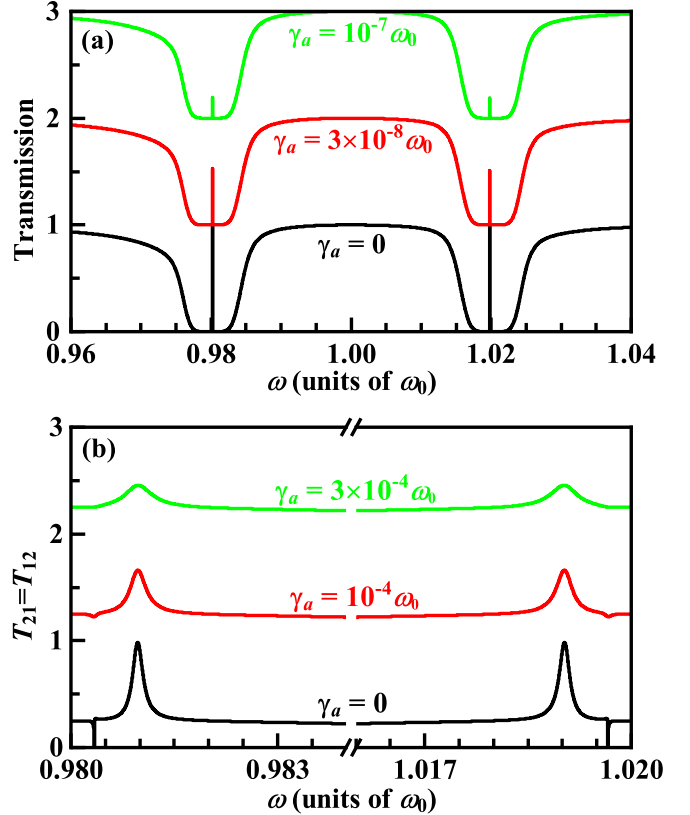 3
(a)
γₐ = 10⁻⁷ω₀
2
γₐ = 3×10⁻⁸ω₀
Transmission
1
γₐ = 0
0
0.96 0.98 1.00 1.02 1.04
ω (units of ω₀)
3
(b)
γₐ = 3×10⁻⁴ω₀
2
γₐ = 10⁻⁴ω₀
T₂₁=T₁₂
1
γₐ = 0
0
0.980 0.983 1.017 1.020
ω (units of ω₀)